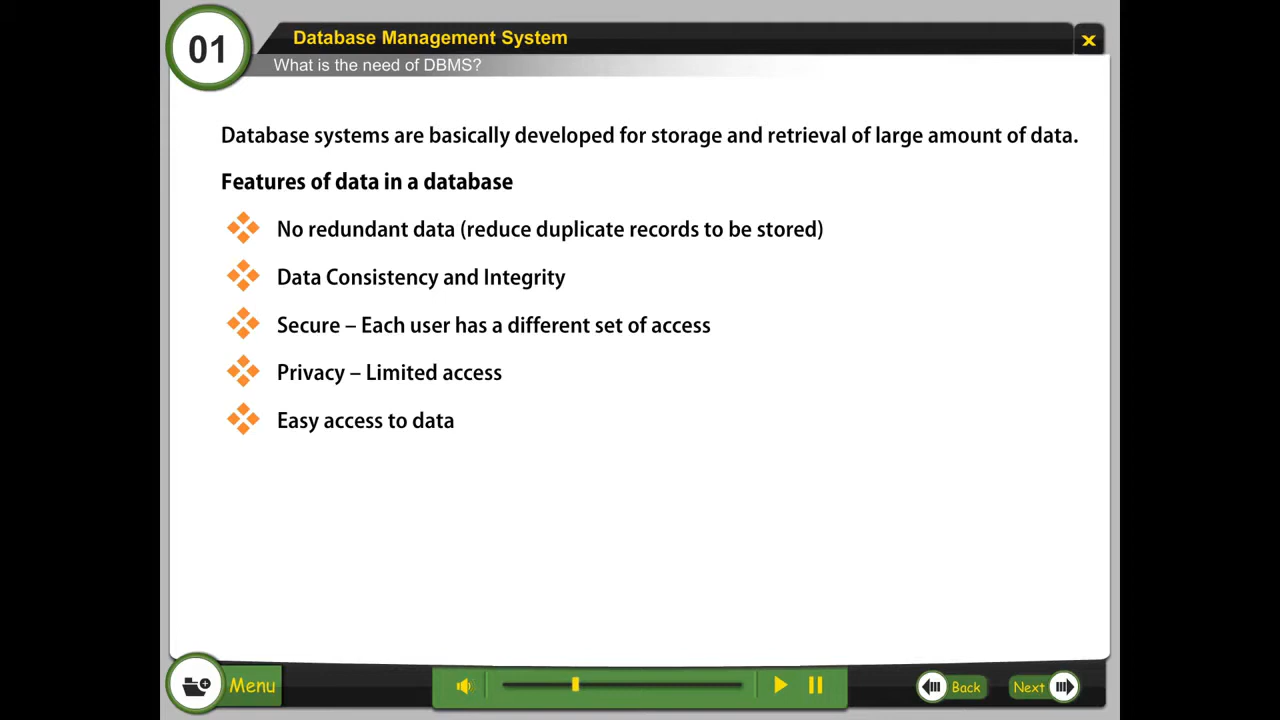 01
Database Management System
x
What is the need of DBMS?
Database systems are basically developed for storage and retrieval of large amount of data.
Features of data in a database
No redundant data (reduce duplicate records to be stored)
Data Consistency and Integrity
Secure – Each user has a different set of access
Privacy – Limited access
Easy access to data
Menu
Back
Next